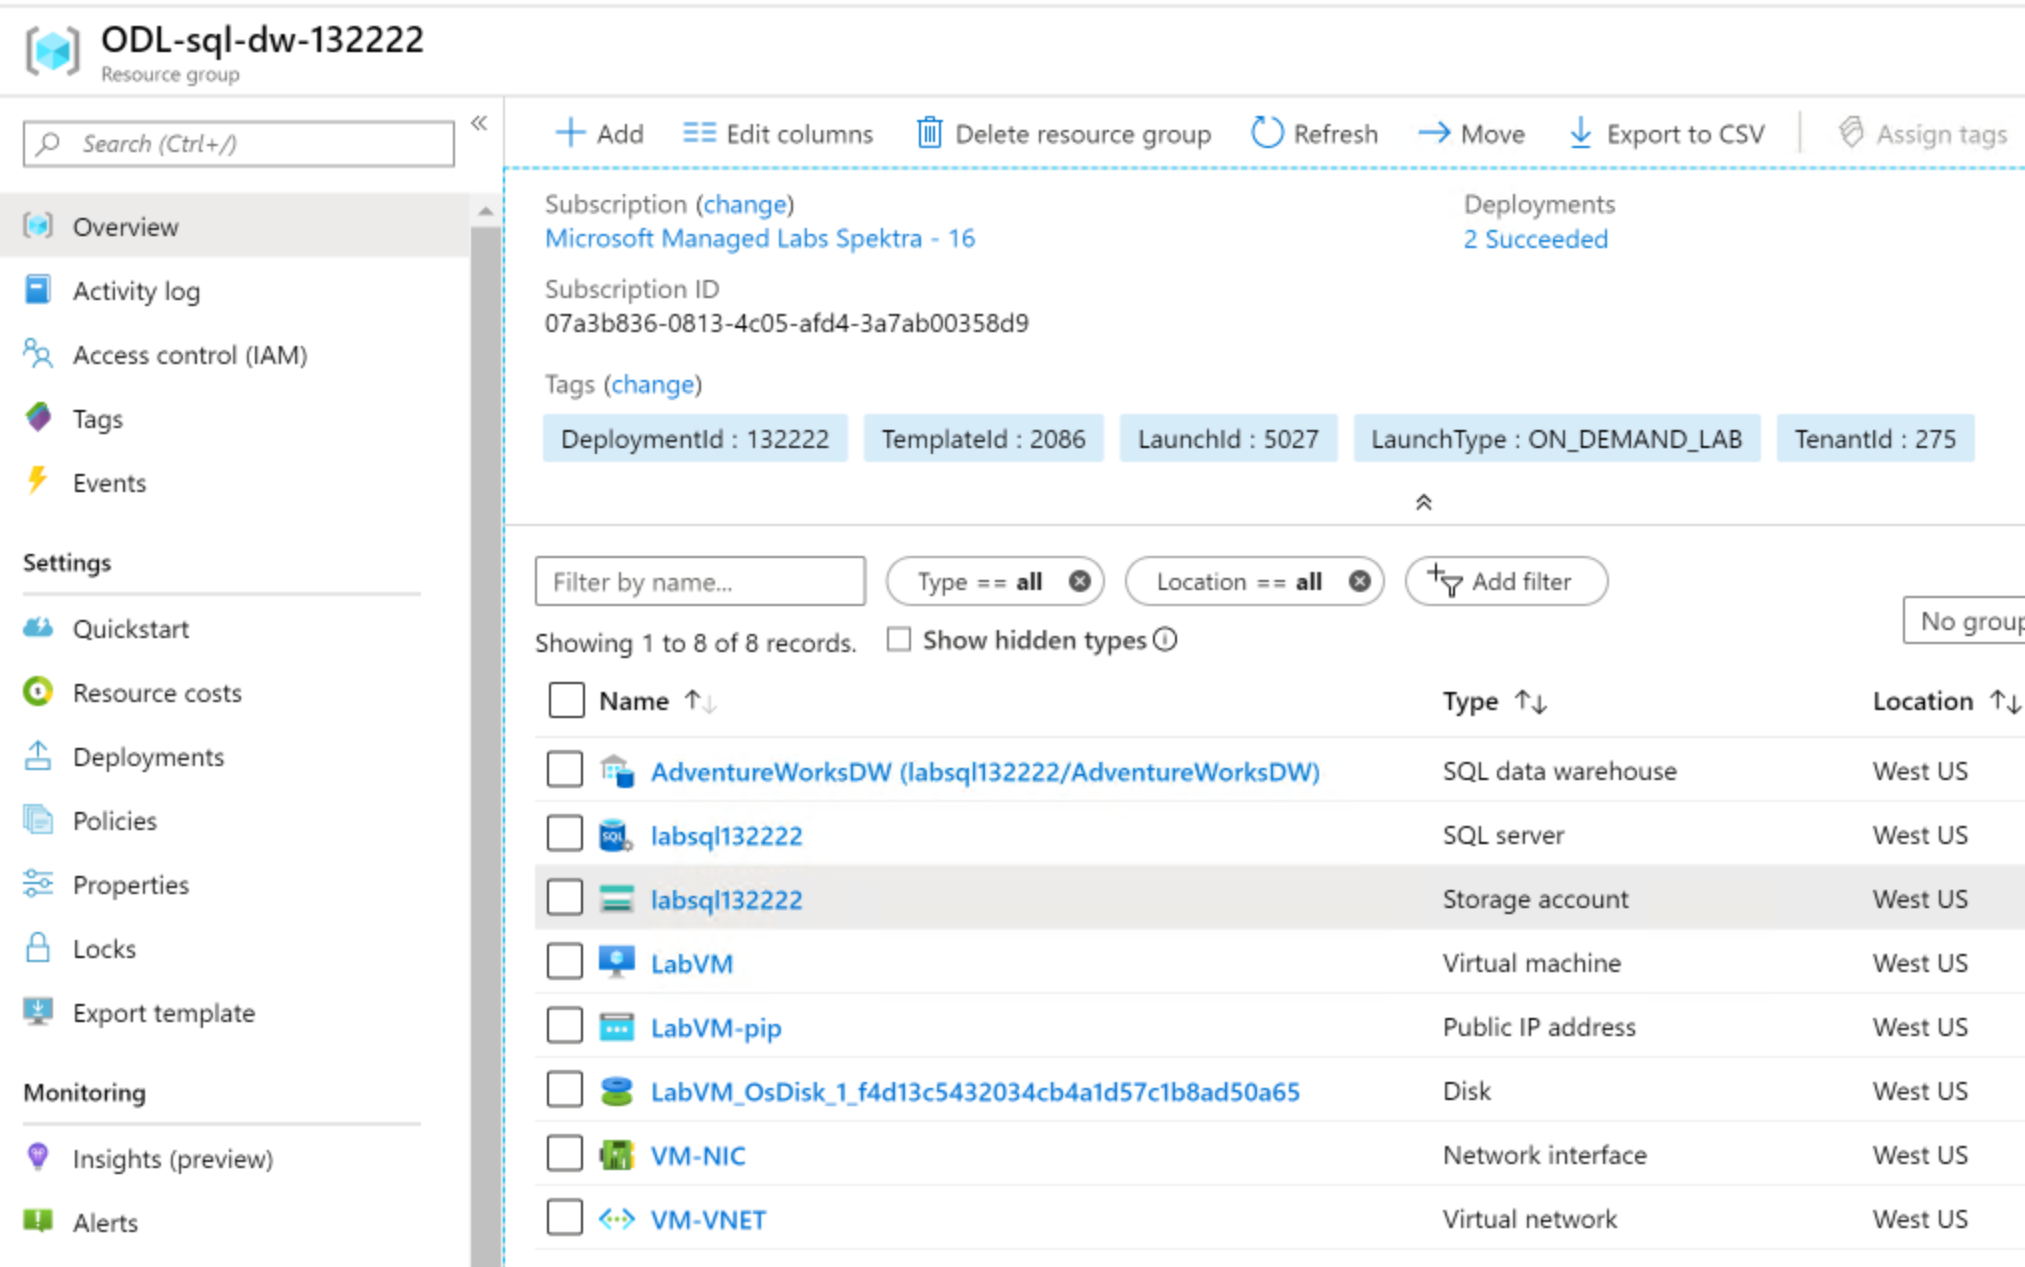 ODL-sql-dw-132222
Resource group
Search (Ctrl+/)
«
Overview
Activity log
Access control (IAM)
Tags
Events
Settings
Quickstart
Resource costs
Deployments
Policies
Properties
Locks
Export template
Monitoring
Insights (preview)
Alerts
Add Edit columns Delete resource group Refresh Move Export to CSV Assign tags
Subscription (change)
Microsoft Managed Labs Spektra - 16
Deployments
2 Succeeded
Subscription ID
07a3b836-0813-4c05-afd4-3a7ab00358d9
Tags (change)
DeploymentId : 132222 TemplateId : 2086 LaunchId : 5027 LaunchType : ON_DEMAND_LAB TenantId : 275
Filter by name... Type == all Location == all Add filter
No group
Showing 1 to 8 of 8 records. Show hidden types
Name Type Location
AdventureWorksDW (labsql132222/AdventureWorksDW) SQL data warehouse West US
SQL labsql132222 SQL server West US
labsql132222 Storage account West US
LabVM Virtual machine West US
LabVM-pip Public IP address West US
LabVM_OsDisk_1_f4d13c5432034cb4a1d57c1b8ad50a65 Disk West US
VM-NIC Network interface West US
VM-VNET Virtual network West US